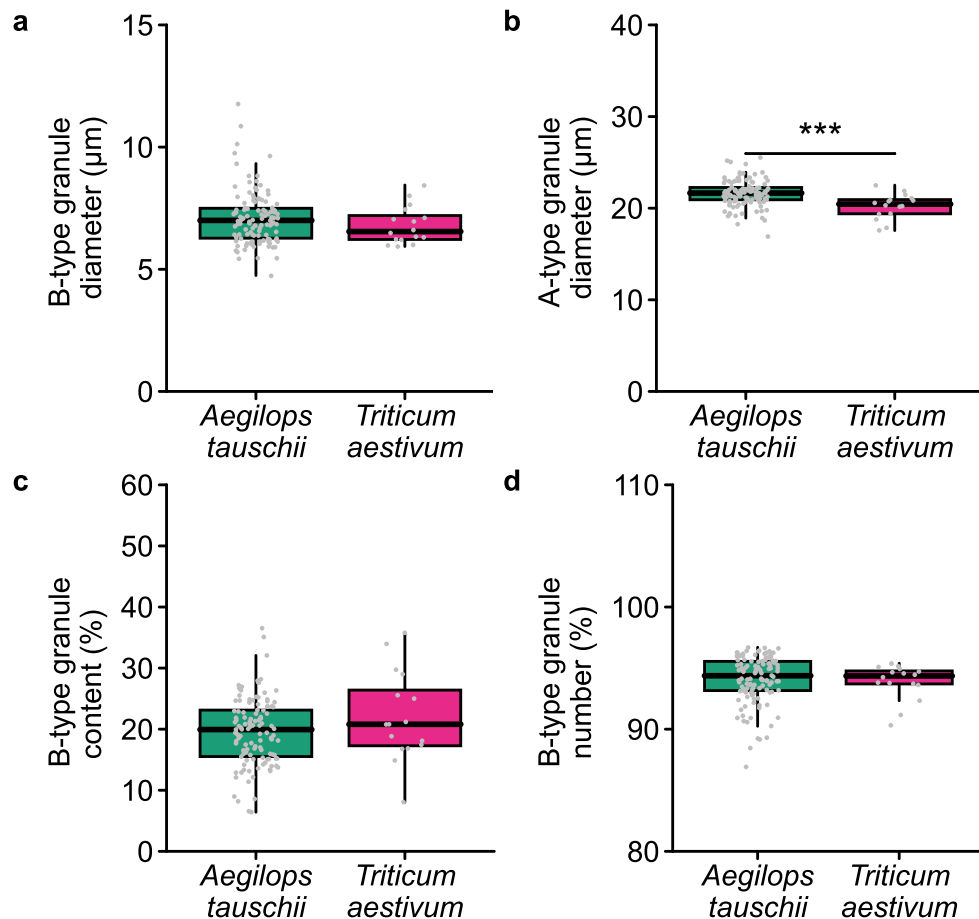 a
B-type granule
diameter (µm)
15
10
5
0
Aegilops
tauschii
Triticum
aestivum
b
A-type granule
diameter (µm)
40
30
20
10
0
***
Aegilops
tauschii
Triticum
aestivum
c
B-type granule
content (%)
60
50
40
30
20
10
0
Aegilops
tauschii
Triticum
aestivum
d
B-type granule
number (%)
110
100
90
80
Aegilops
tauschii
Triticum
aestivum